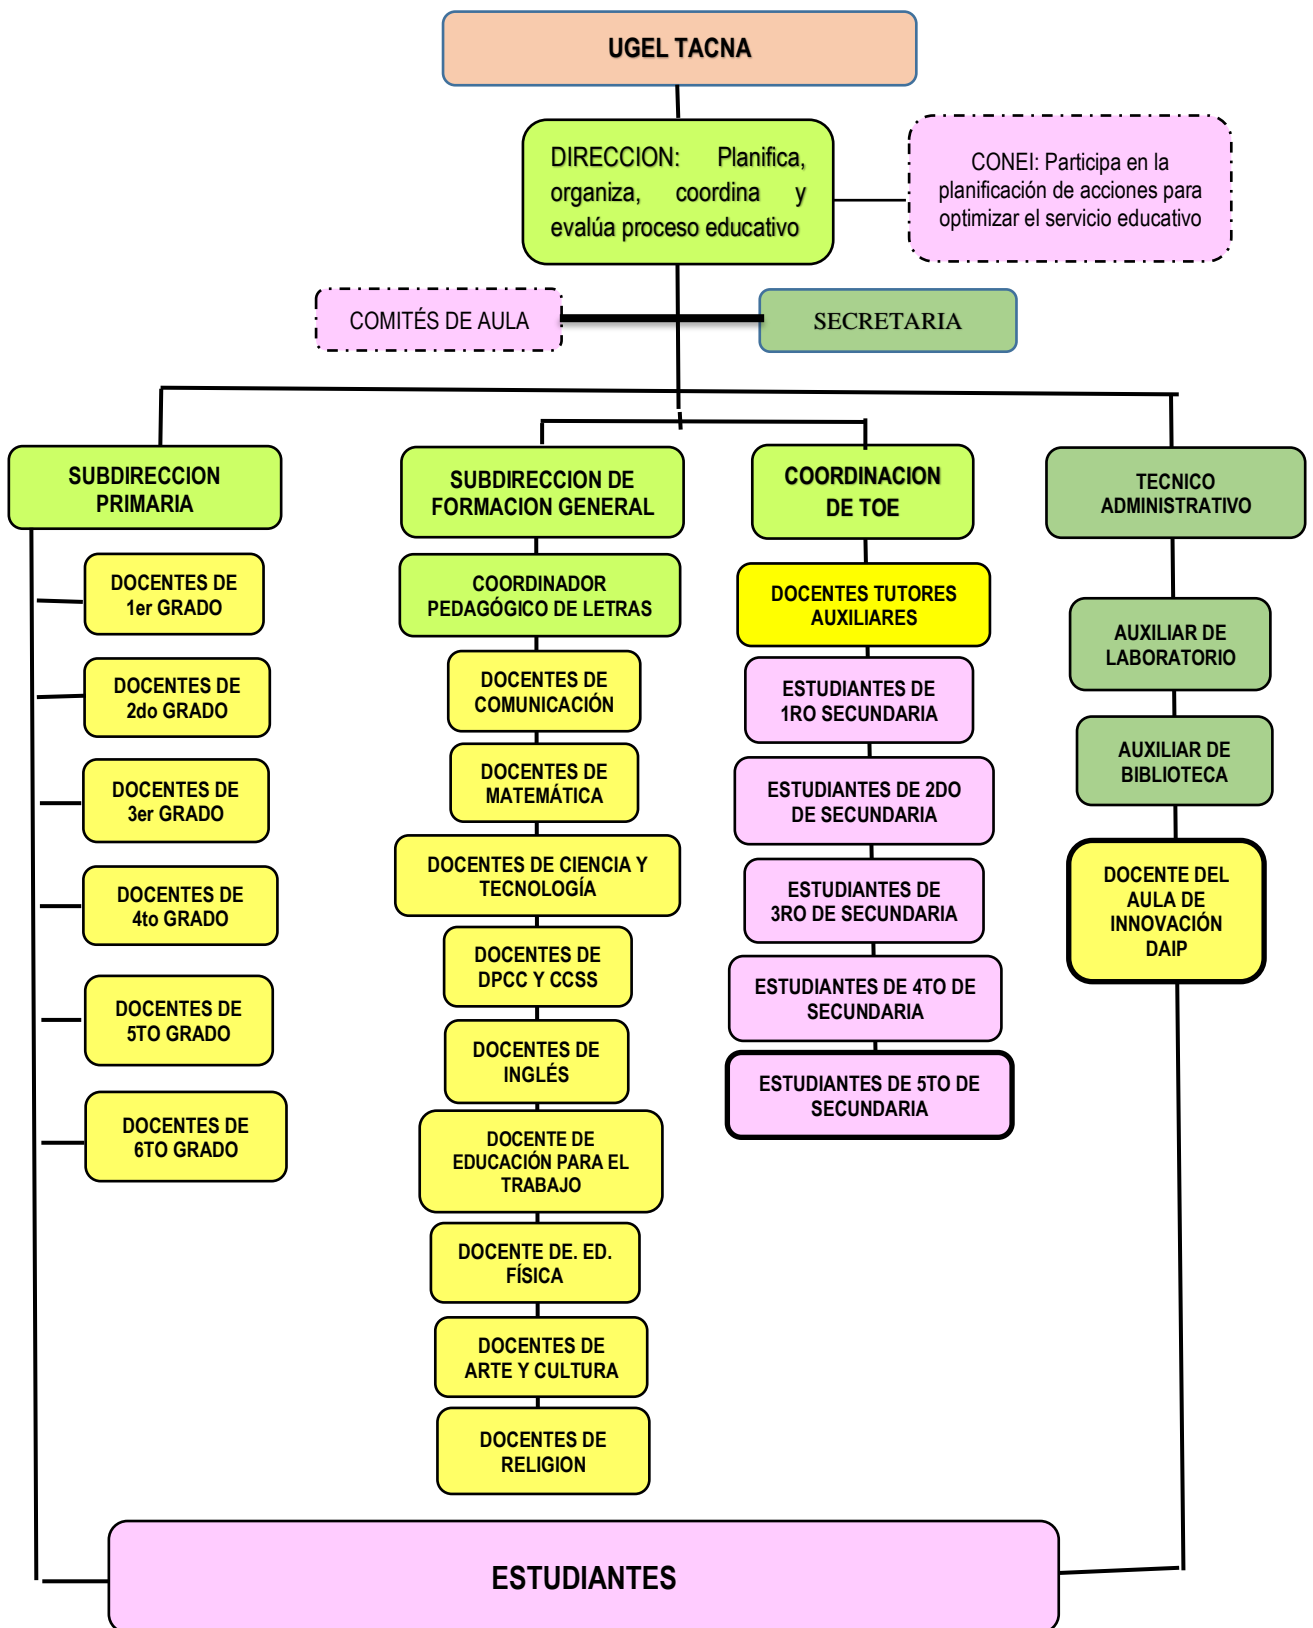 UGEL TACNA
DIRECCION: Planifica,
organiza, coordina y
evalúa proceso educativo
CONEI: Participa en la
planificación de acciones para
optimizar el servicio educativo
COMITÉS DE AULA
SECRETARIA
SUBDIRECCION
PRIMARIA
DOCENTES DE
1er GRADO
DOCENTES DE
2do GRADO
DOCENTES DE
3er GRADO
DOCENTES DE
4to GRADO
DOCENTES DE
5TO GRADO
DOCENTES DE
6TO GRADO
SUBDIRECCION DE
FORMACION GENERAL
COORDINADOR
PEDAGÓGICO DE LETRAS
DOCENTES DE
COMUNICACIÓN
DOCENTES DE
MATEMÁTICA
DOCENTES DE CIENCIA Y
TECNOLOGÍA
DOCENTES DE
DPCC Y CCSS
DOCENTES DE
INGLÉS
DOCENTE DE
EDUCACIÓN PARA EL
TRABAJO
DOCENTE DE. ED.
FÍSICA
DOCENTES DE
ARTE Y CULTURA
DOCENTES DE
RELIGION
COORDINACION
DE TOE
DOCENTES TUTORES
AUXILIARES
ESTUDIANTES DE
1RO SECUNDARIA
ESTUDIANTES DE 2DO
DE SECUNDARIA
ESTUDIANTES DE
3RO DE SECUNDARIA
ESTUDIANTES DE 4TO DE
SECUNDARIA
ESTUDIANTES DE 5TO DE
SECUNDARIA
TECNICO
ADMINISTRATIVO
AUXILIAR DE
LABORATORIO
AUXILIAR DE
BIBLIOTECA
DOCENTE DEL
AULA DE
INNOVACIÓN
DAIP
ESTUDIANTES